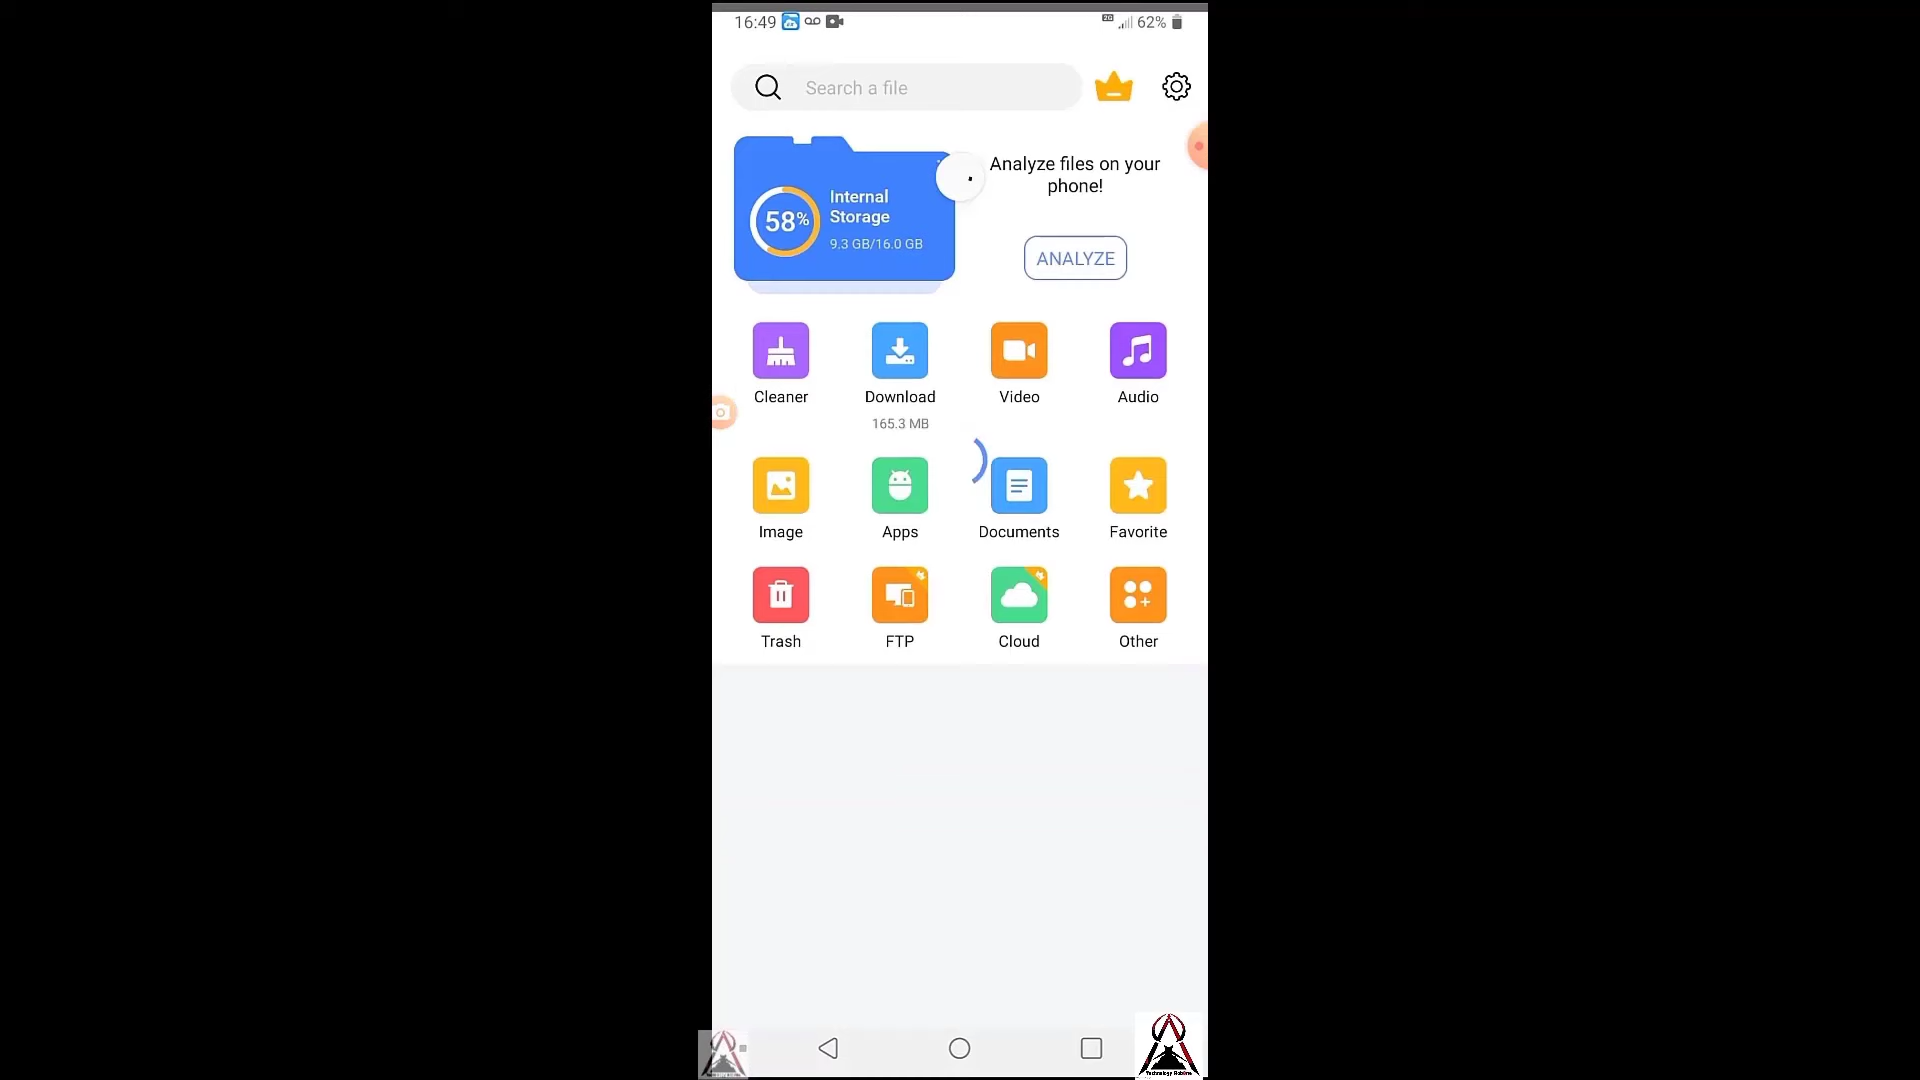 16:49
2G
62%
Search a file
Analyze files on your
phone!
Internal
Storage
58%
9.3 GB/16.0 GB
ANALYZE
Cleaner
Download
Video
Audio
165.3 MB
Image
Apps
Documents
Favorite
Trash
FTP
Cloud
Other